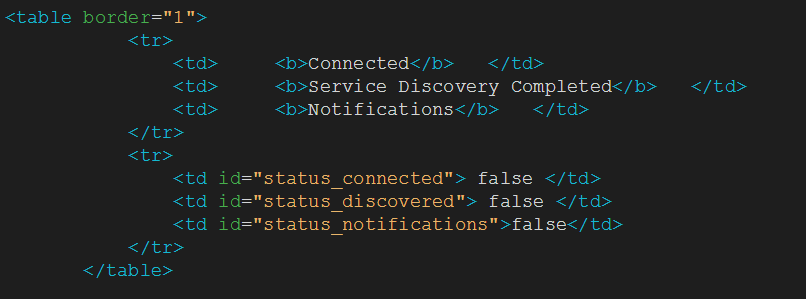 <table border="1">
<tr>
<td> <b>Connected</b> </td>
<td> <b>Service Discovery Completed</b> </td>
<td> <b>Notifications</b> </td>
</tr>
<tr>
<td id="status_connected"> false </td>
<td id="status_discovered"> false </td>
<td id="status_notifications">false</td>
</tr>
</table>